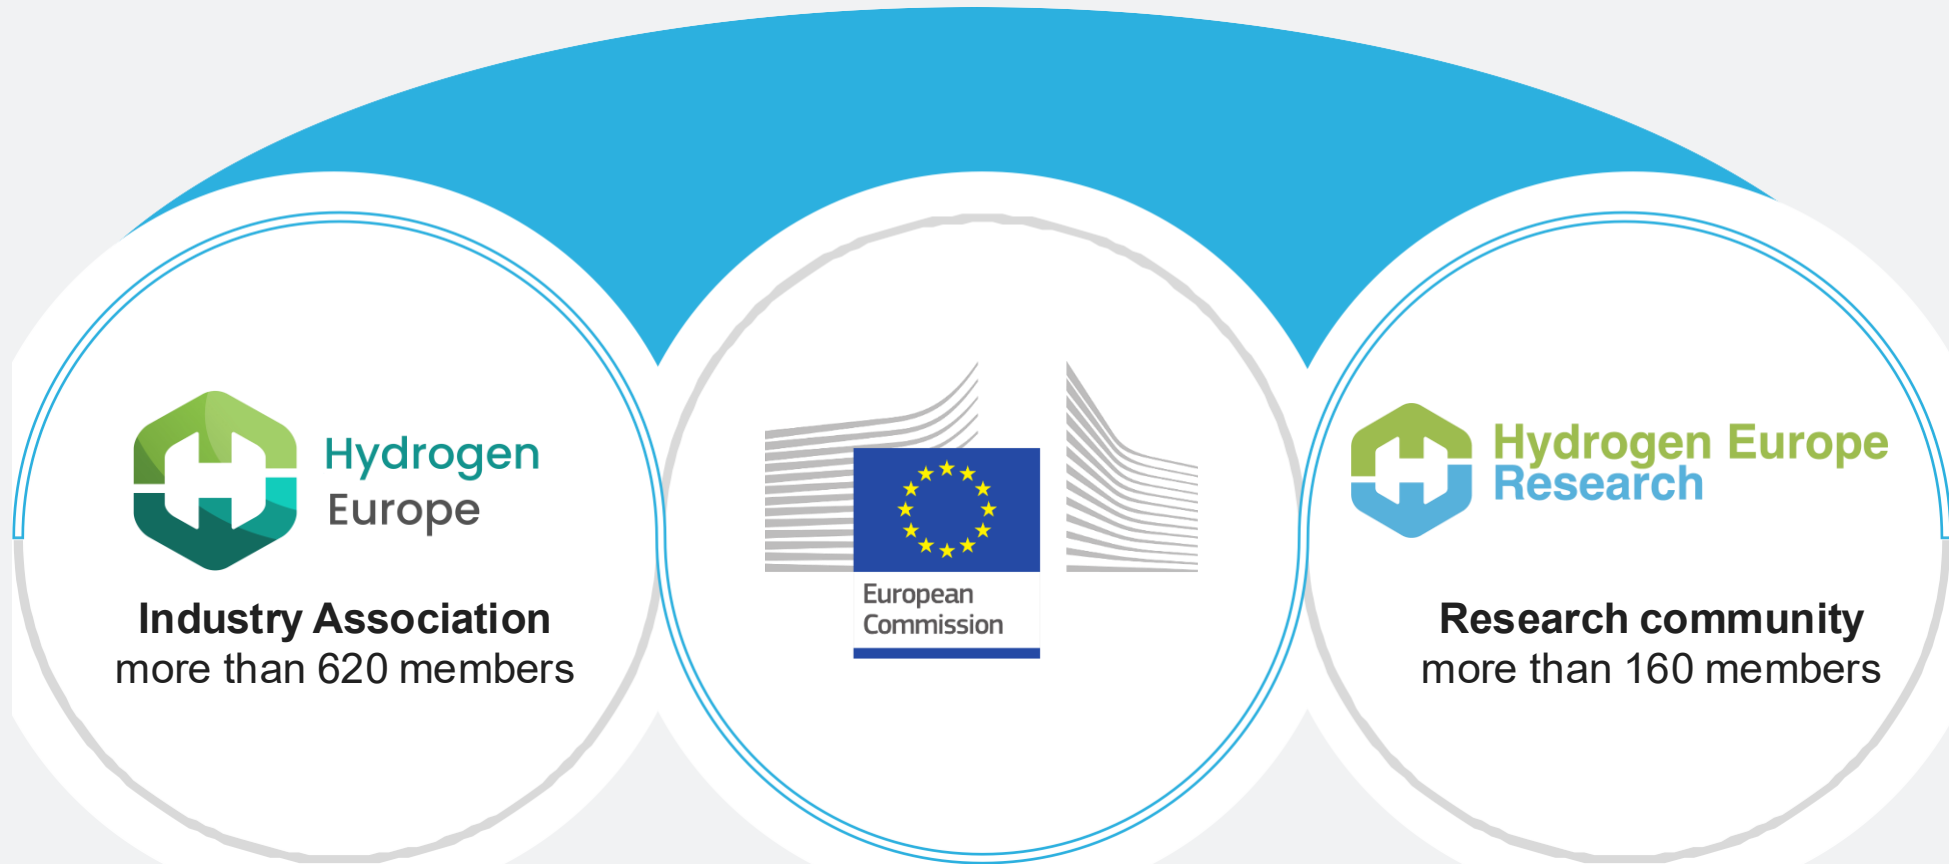 Hydrogen
Europe
Industry Association
more than 620 members
European
Commission
Hydrogen Europe
Research
Research community
more than 160 members